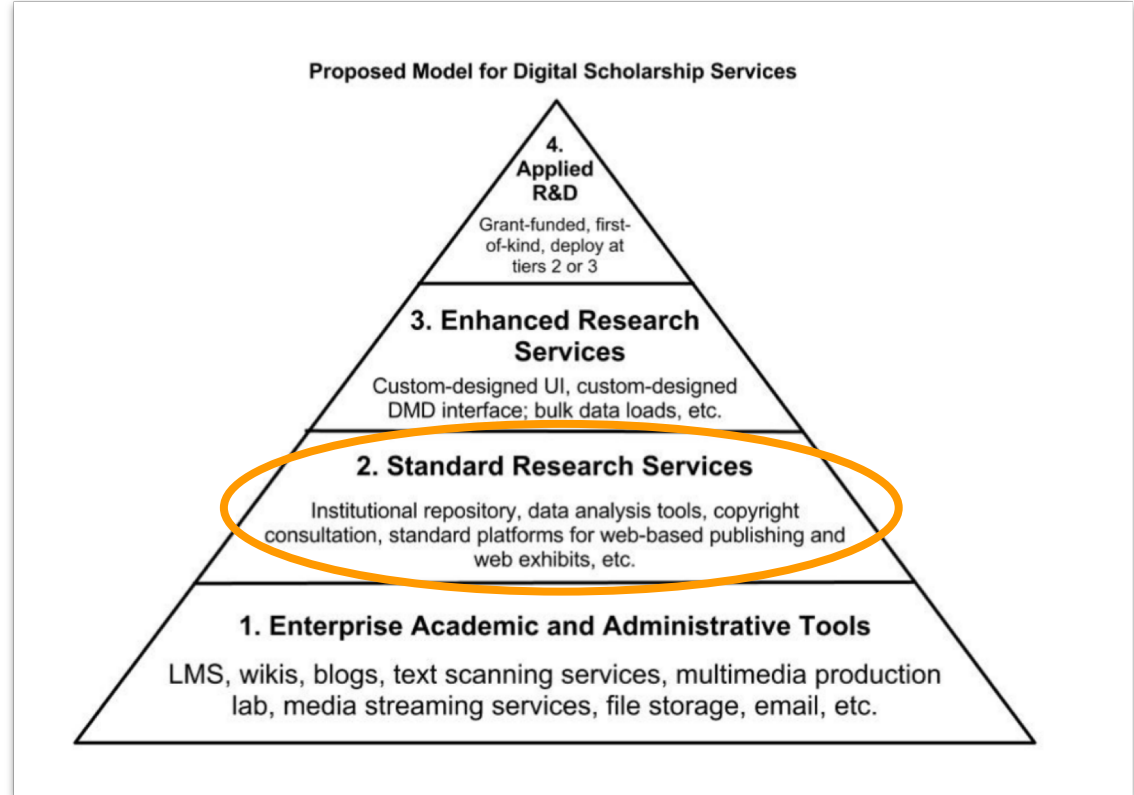 Proposed Model for Digital Scholarship Services
4.
Applied
R&D
Grant-funded, first-
of-kind, deploy at
tiers 2 or 3
3. Enhanced Research
Services
Custom-designed UI, custom-designed
DMD interface; bulk data loads, etc.
2. Standard Research Services
Institutional repository, data analysis tools, copyright
consultation, standard platforms for web-based publishing and
web exhibits, etc.
1. Enterprise Academic and Administrative Tools
LMS, wikis, blogs, text scanning services, multimedia production
lab, media streaming services, file storage, email, etc.